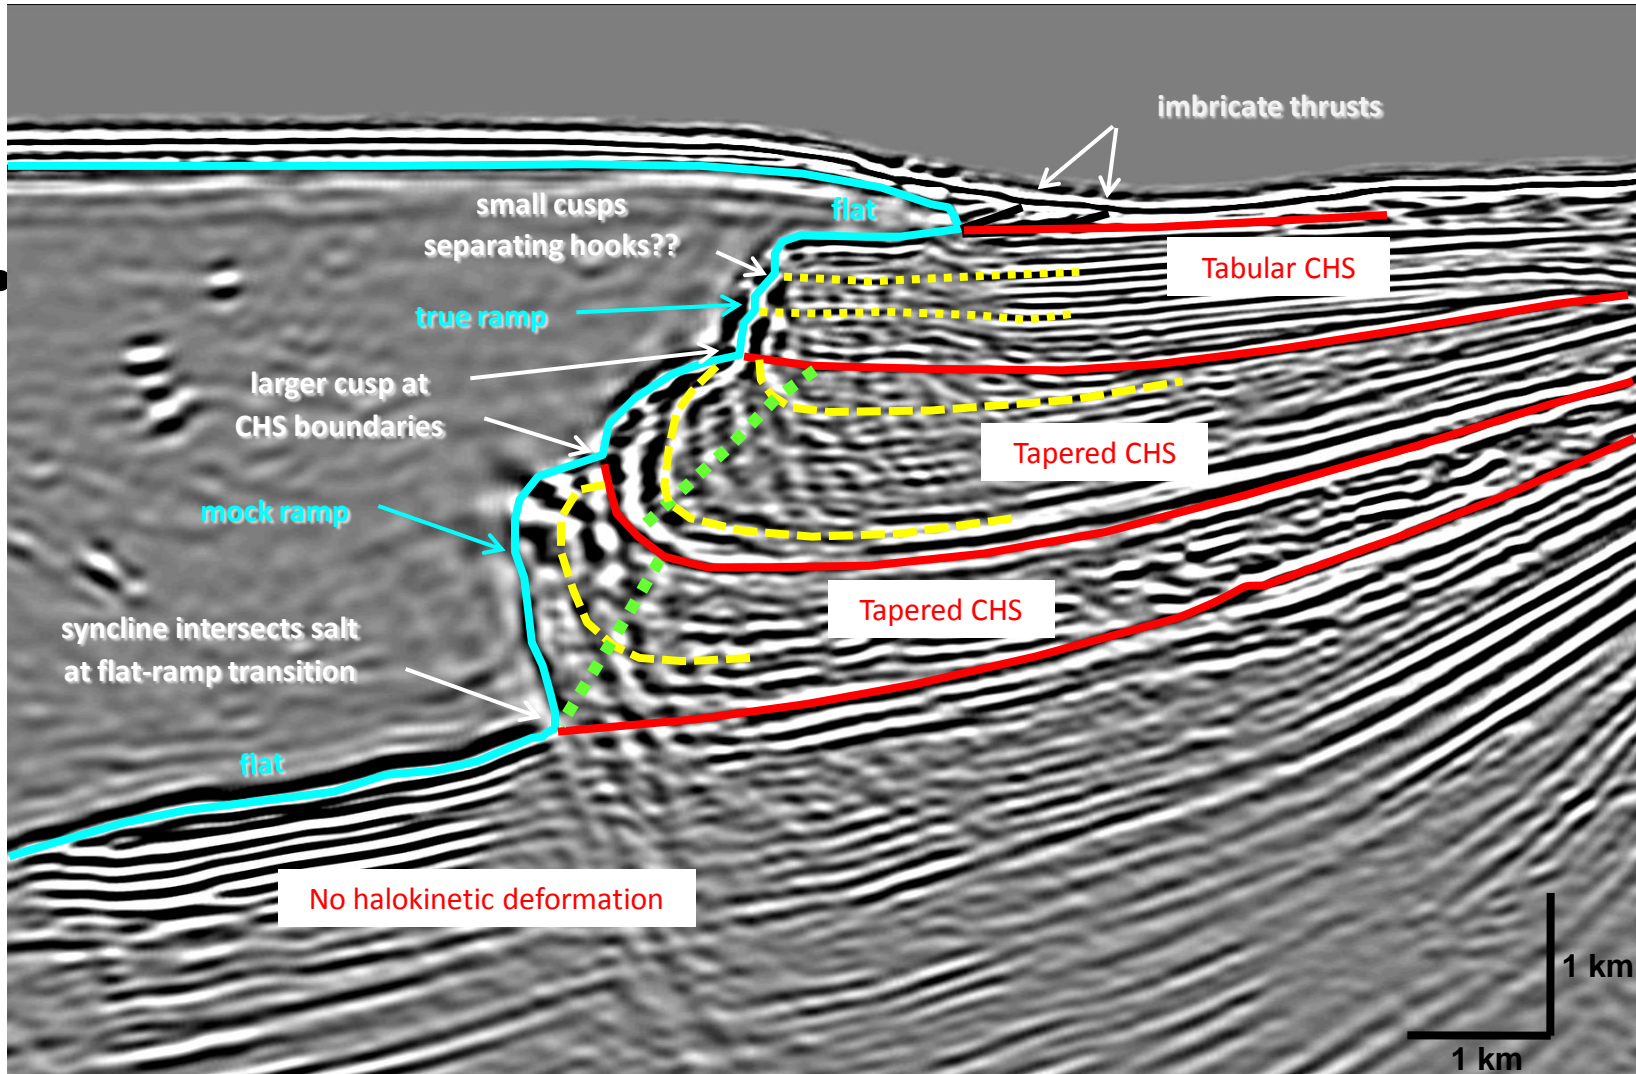 imbricate thrusts
small cusps
separating hooks??
flat
Tabular CHS
true ramp
larger cusp at
CHS boundaries
Tapered CHS
mock ramp
Tapered CHS
syncline intersects salt
at flat-ramp transition
flat
No halokinetic deformation
1 km
1 km